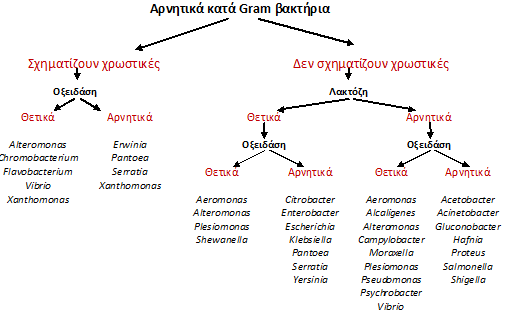 Αρνητικά κατά Gram βακτήρια
Σχηματίζουν χρωστικές
Δεν σχηματίζουν χρωστικές
Οξειδάση
Λακτόζη
Θετικά
Αρνητικά
Θετικά
Αρνητικά
Οξειδάση
Οξειδάση
Alteromonas
Chromobacterium
Flavobacterium
Vibrio
Xanthomonas
Erwinia
Pantoea
Serratia
Xanthomonas
Θετικά
Αρνητικά
Θετικά
Αρνητικά
Aeromonas
Alteromonas
Plesiomonas
Shewanella
Citrobacter
Enterobacter
Escherichia
Klebsiella
Pantoea
Serratia
Yersinia
Aeromonas
Alcaligenes
Alteromonas
Campylobacter
Moraxella
Plesiomonas
Pseudomonas
Psychrobacter
Vibrio
Acetobacter
Acinetobacter
Gluconobacter
Hafnia
Proteus
Salmonella
Shigella